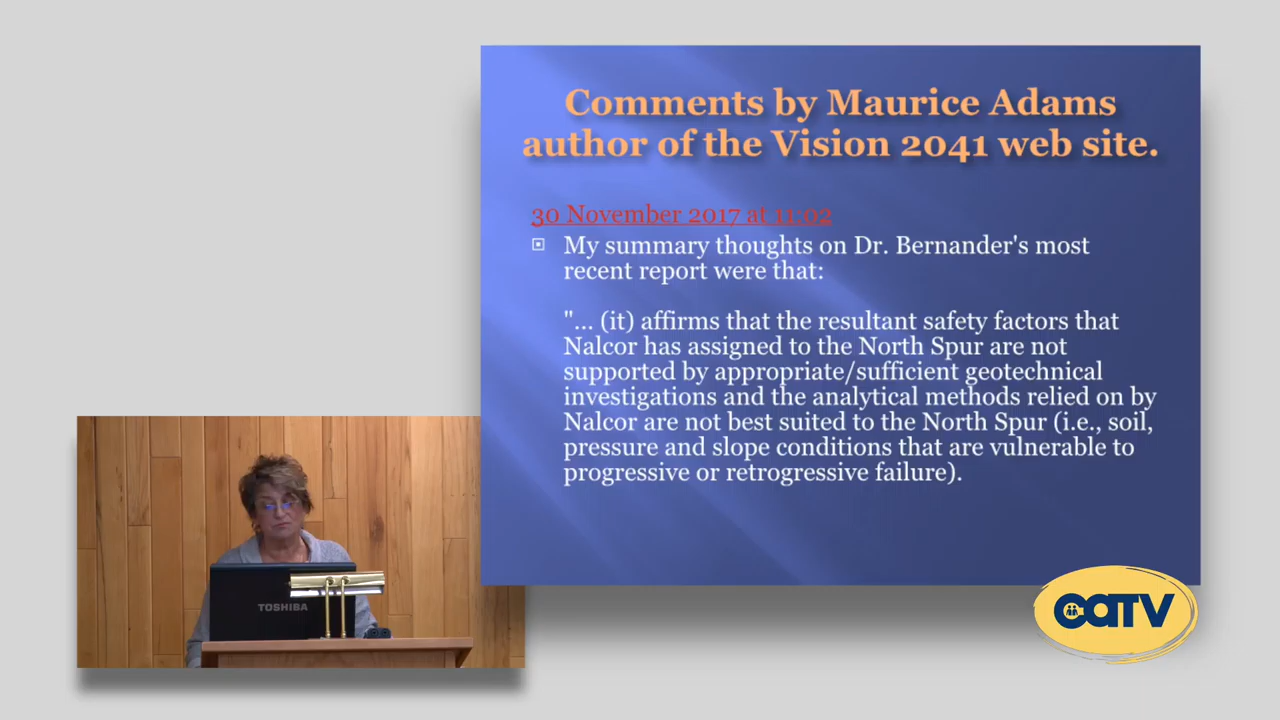 Comments by Maurice Adams
author of the Vision 2041 web site.
30 November 2017 at 11:02
My summary thoughts on Dr. Bernander's most
recent report were that:
"... (it) affirms that the resultant safety factors that
Nalcor has assigned to the North Spur are not
supported by appropriate/sufficient geotechnical
investigations and the analytical methods relied on by
Nalcor are not best suited to the North Spur (i.e., soil,
pressure and slope conditions that are vulnerable to
progressive or retrogressive failure).
TOSHIBA
CATV